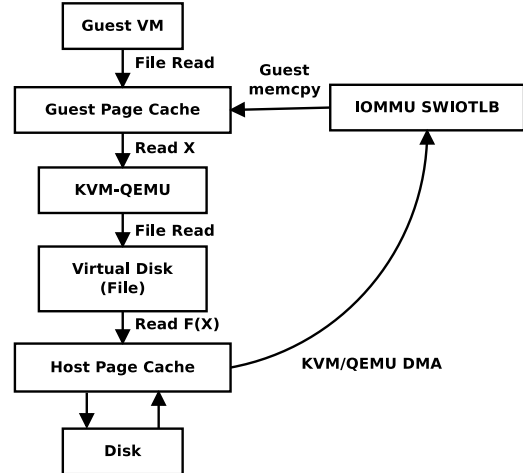 Guest VM
File Read
Guest
memcpy
Guest Page Cache
IOMMU SWIOTLB
Read X
KVM-QEMU
File Read
Virtual Disk
(File)
Read F(X)
Host Page Cache
KVM/QEMU DMA
Disk